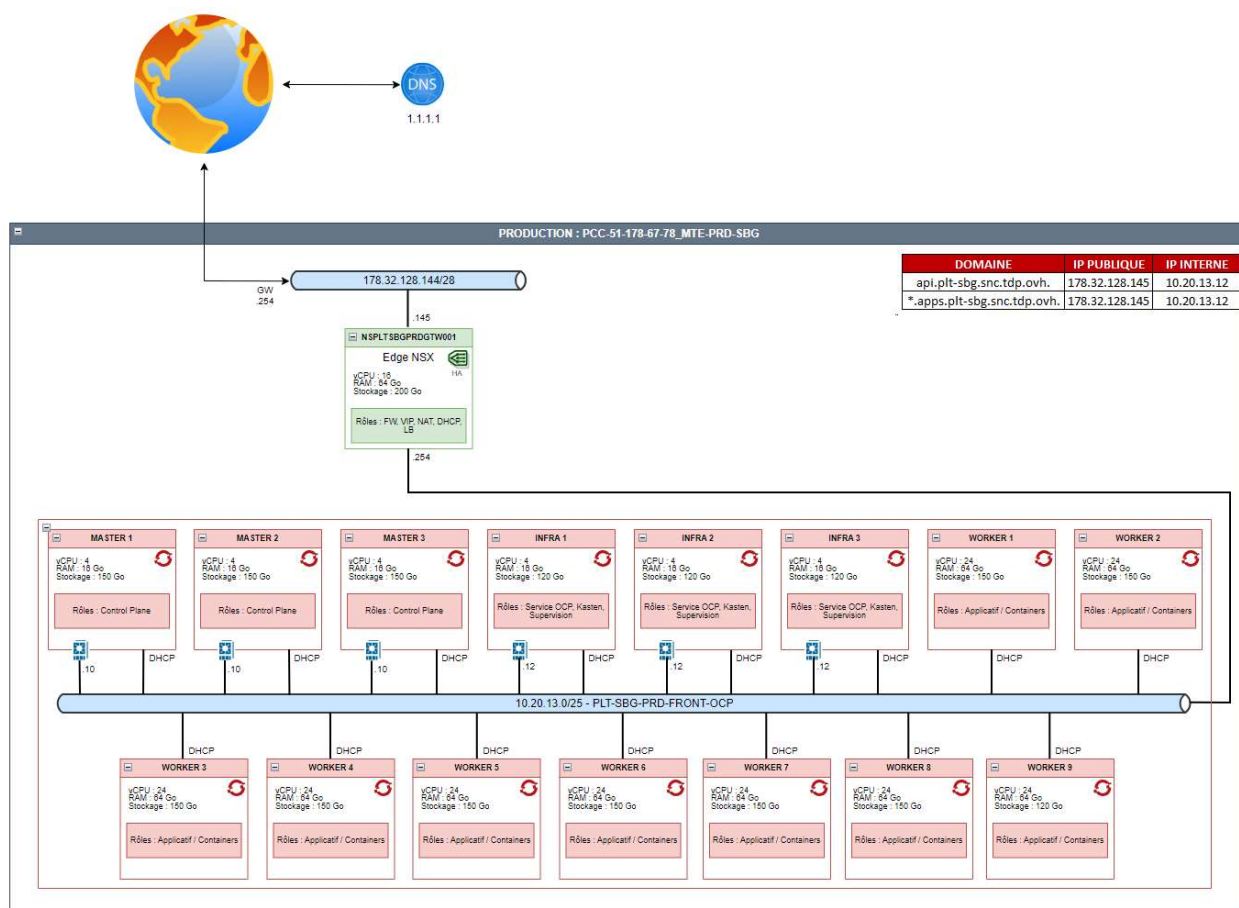 DNS
1.1.1.1
PRODUCTION : PCC-51-178-67-78_MTE-PRD-SBG
DOMAINE IP PUBLIQUE IP INTERNE
api.plt-sbg.snc.tdp.ovh. 178.32.128.145 10.20.13.12
*.apps.plt-sbg.snc.tdp.ovh. 178.32.128.145 10.20.13.12
GW
.254
178.32.128.144/28
.145
NSPLTSBGPRDGTW001
Edge NSX
HA
vCPU : 16
RAM : 64 Go
Stockage : 200 Go
Rôles : FW, VIP, NAT, DHCP,
LB
.254
MASTER 1
vCPU : 4
RAM : 16 Go
Stockage : 150 Go
Rôles : Control Plane
.10
DHCP
MASTER 2
vCPU : 4
RAM : 16 Go
Stockage : 150 Go
Rôles : Control Plane
.10
DHCP
MASTER 3
vCPU : 4
RAM : 16 Go
Stockage : 150 Go
Rôles : Control Plane
.10
DHCP
INFRA 1
vCPU : 4
RAM : 16 Go
Stockage : 120 Go
Rôles : Service OCP, Kasten,
Supervision
.12
DHCP
INFRA 2
vCPU : 4
RAM : 16 Go
Stockage : 120 Go
Rôles : Service OCP, Kasten,
Supervision
.12
DHCP
INFRA 3
vCPU : 4
RAM : 16 Go
Stockage : 120 Go
Rôles : Service OCP, Kasten,
Supervision
.12
DHCP
WORKER 1
vCPU : 24
RAM : 64 Go
Stockage : 150 Go
Rôles : Applicatif / Containers
DHCP
WORKER 2
vCPU : 24
RAM : 64 Go
Stockage : 150 Go
Rôles : Applicatif / Containers
DHCP
10.20.13.0/25 - PLT-SBG-PRD-FRONT-OCP
DHCP
WORKER 3
vCPU : 24
RAM : 64 Go
Stockage : 150 Go
Rôles : Applicatif / Containers
DHCP
WORKER 4
vCPU : 24
RAM : 64 Go
Stockage : 150 Go
Rôles : Applicatif / Containers
DHCP
WORKER 5
vCPU : 24
RAM : 64 Go
Stockage : 150 Go
Rôles : Applicatif / Containers
DHCP
WORKER 6
vCPU : 24
RAM : 64 Go
Stockage : 150 Go
Rôles : Applicatif / Containers
DHCP
WORKER 7
vCPU : 24
RAM : 64 Go
Stockage : 150 Go
Rôles : Applicatif / Containers
DHCP
WORKER 8
vCPU : 24
RAM : 64 Go
Stockage : 150 Go
Rôles : Applicatif / Containers
DHCP
WORKER 9
vCPU : 24
RAM : 64 Go
Stockage : 120 Go
Rôles : Applicatif / Containers